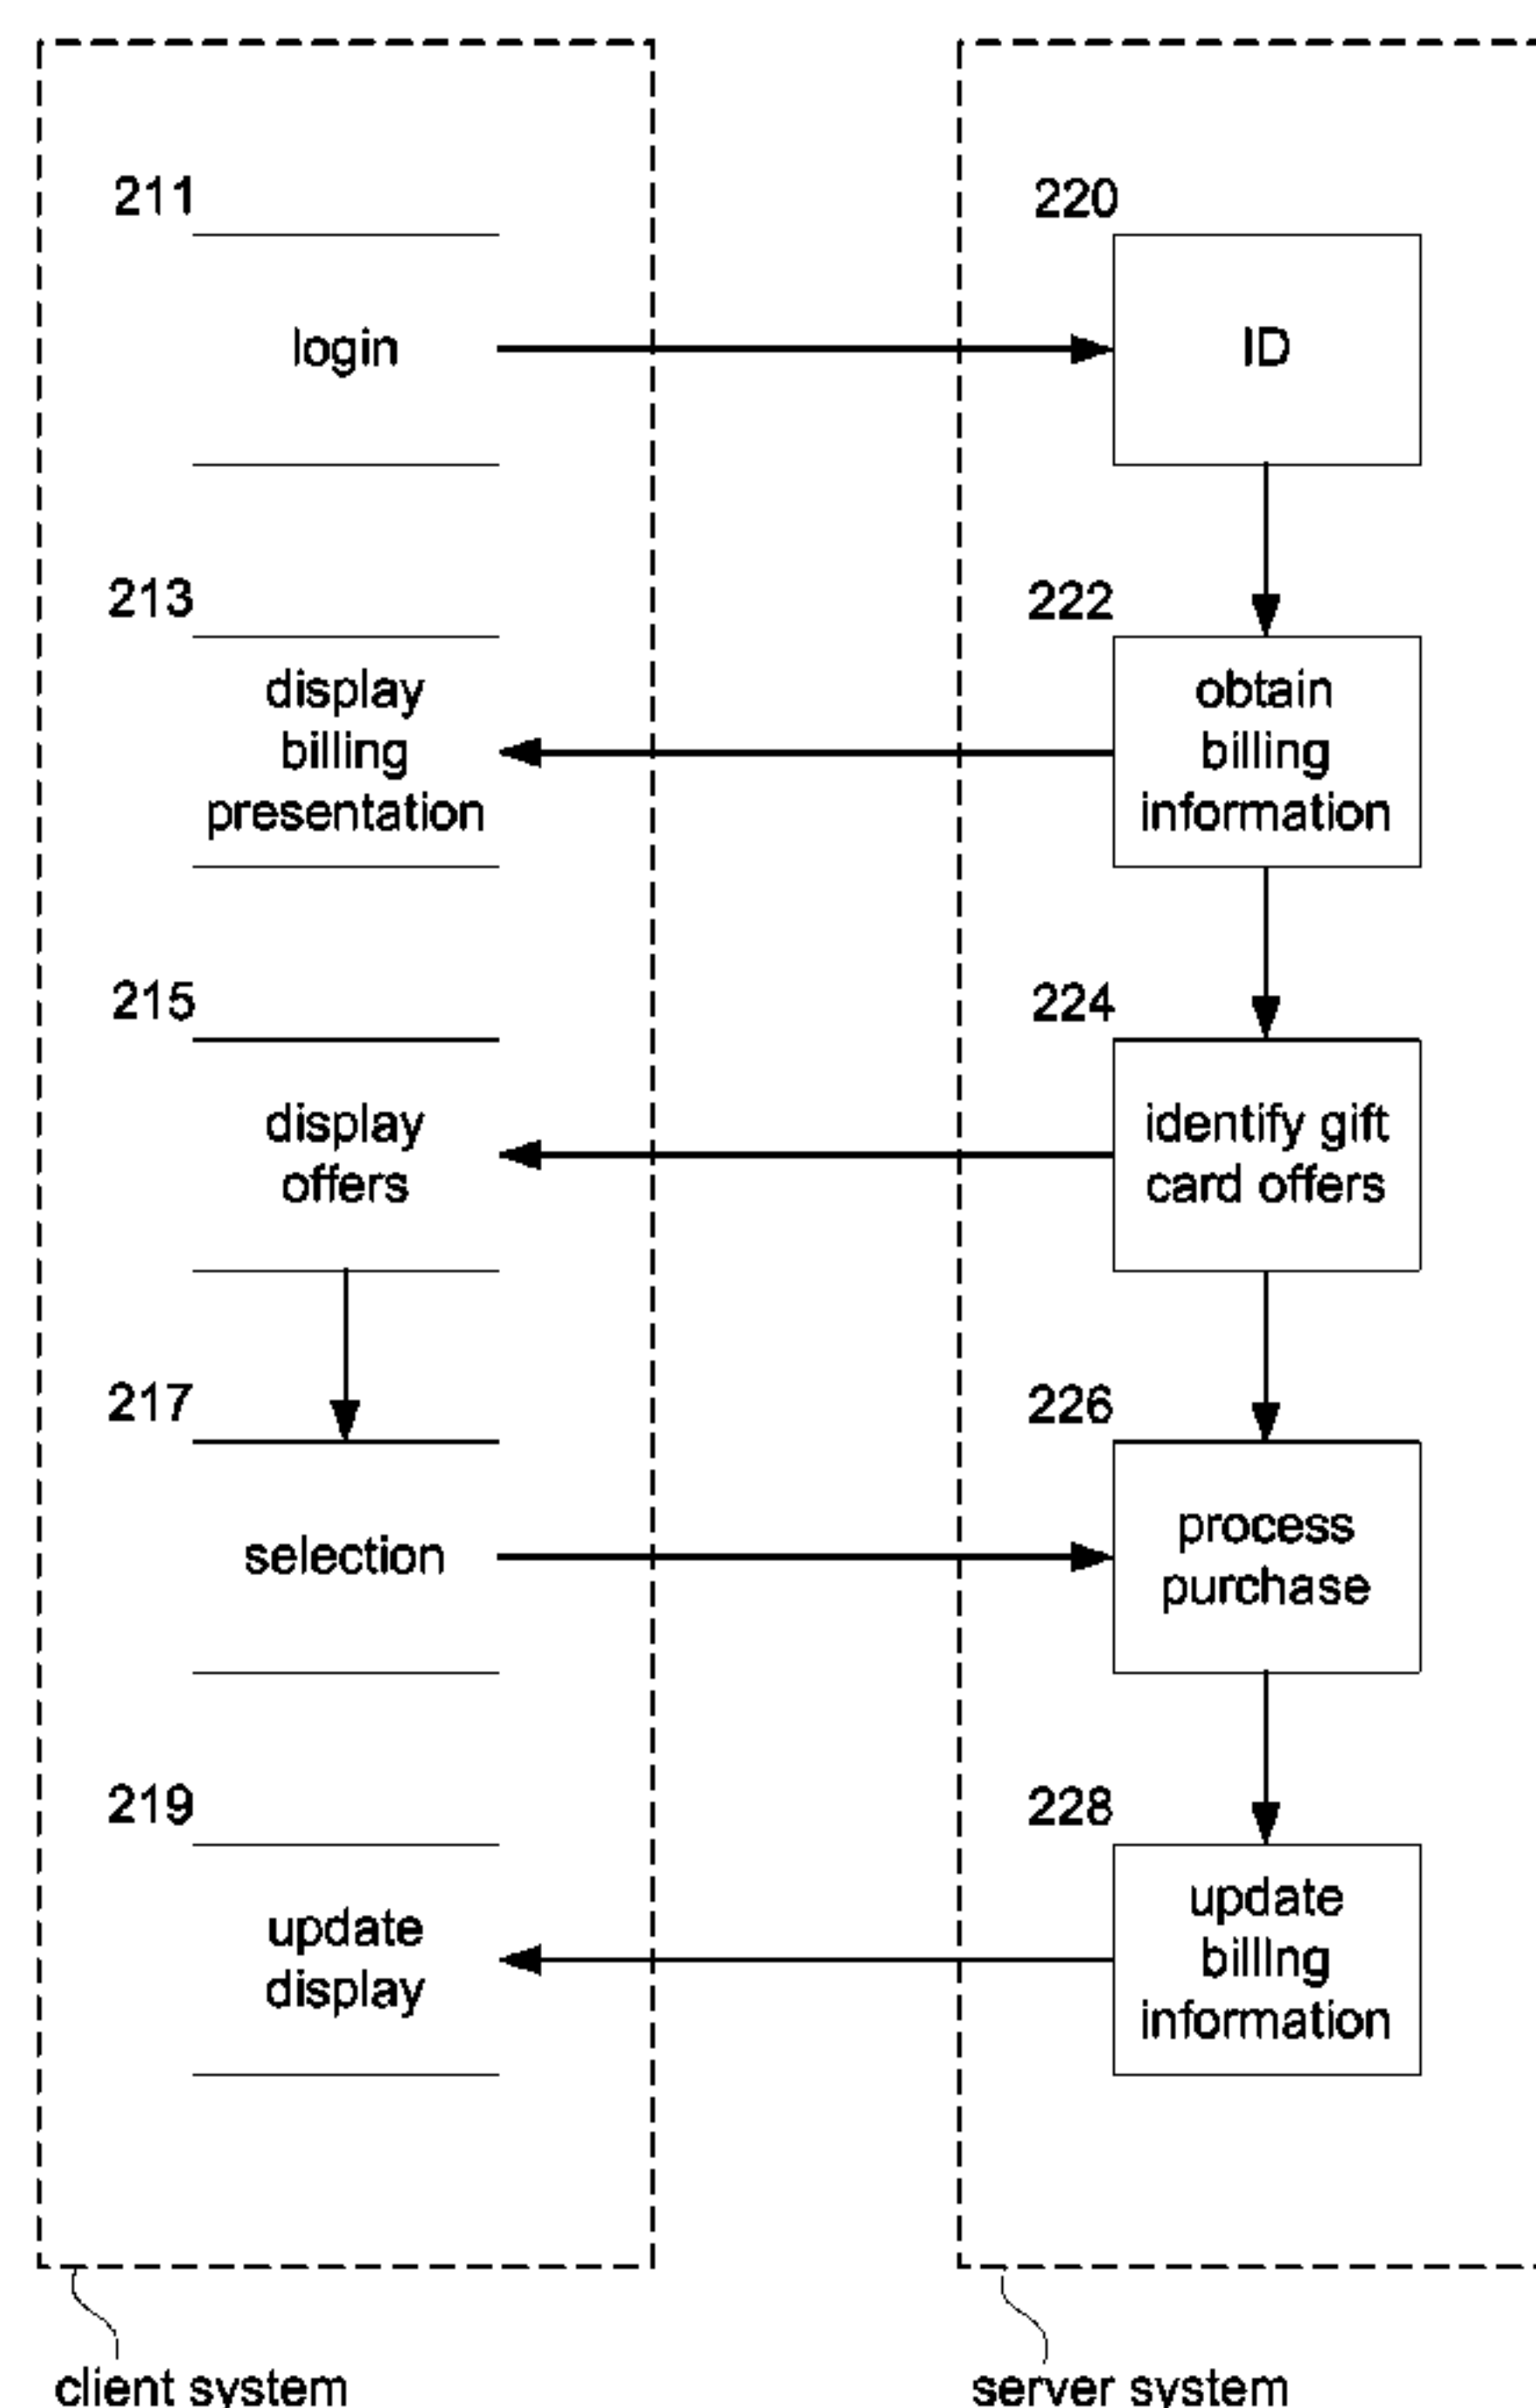 211
220
login
ID
213
222
display
billing
presentation
obtain
billing
information
215
224
display
offers
identify gift
card offers
217
226
selection
process
purchase
219
228
update
display
update
billing
information
client system
server system